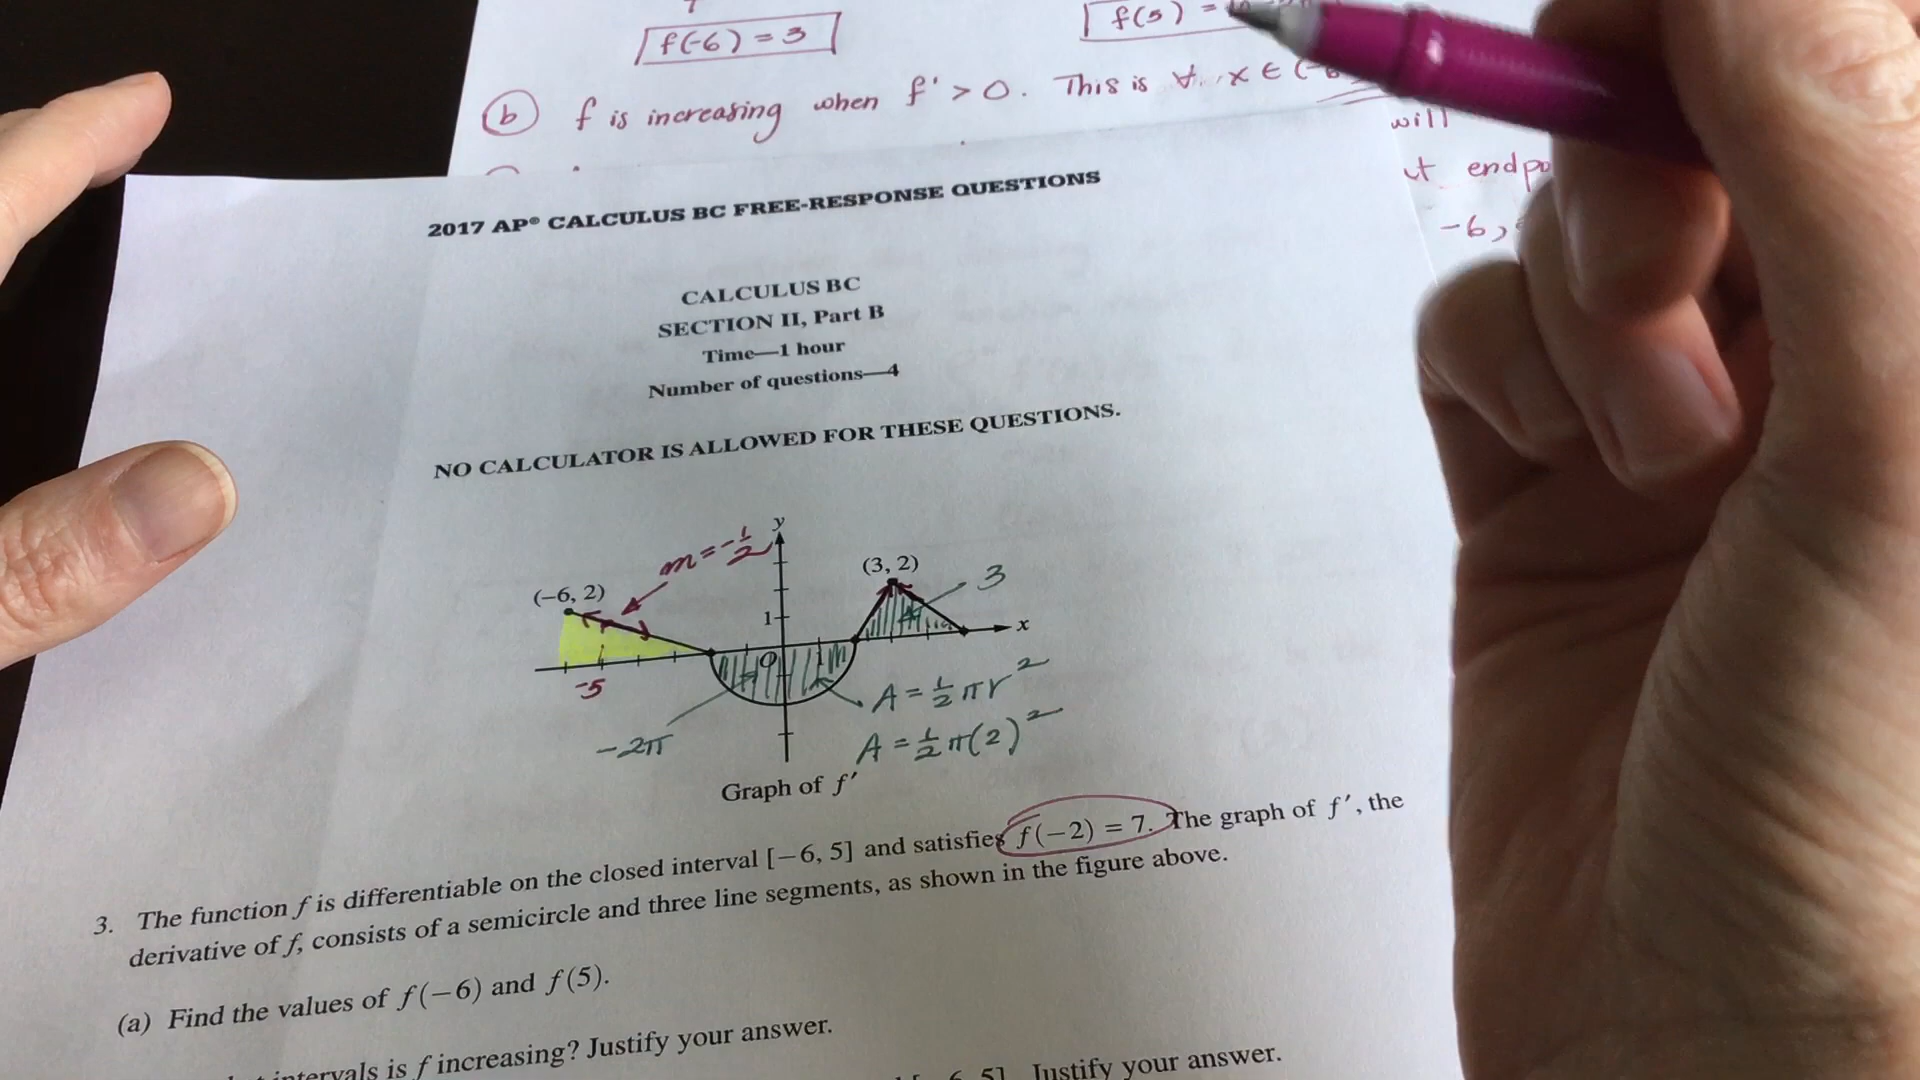 f(-6) = 3
f(5) =
(b) f is increasing when f' > 0. This is ∀ x ∈ (-6
will
ut endpo
-6,
2017 AP® CALCULUS BC FREE-RESPONSE QUESTIONS
CALCULUS BC
SECTION II, Part B
Time—1 hour
Number of questions—4
NO CALCULATOR IS ALLOWED FOR THESE QUESTIONS.
y
m = -1/2
(−6, 2)
(3, 2)
3
1
x
O
-5
A = 1/2 πr²
-2π
A = 1/2 π(2)²
Graph of f′
3. The function f is differentiable on the closed interval [−6, 5] and satisfies f(−2) = 7. The graph of f′, the
derivative of f, consists of a semicircle and three line segments, as shown in the figure above.
(a) Find the values of f(−6) and f(5).
intervals is f increasing? Justify your answer.
6, 5]. Justify your answer.